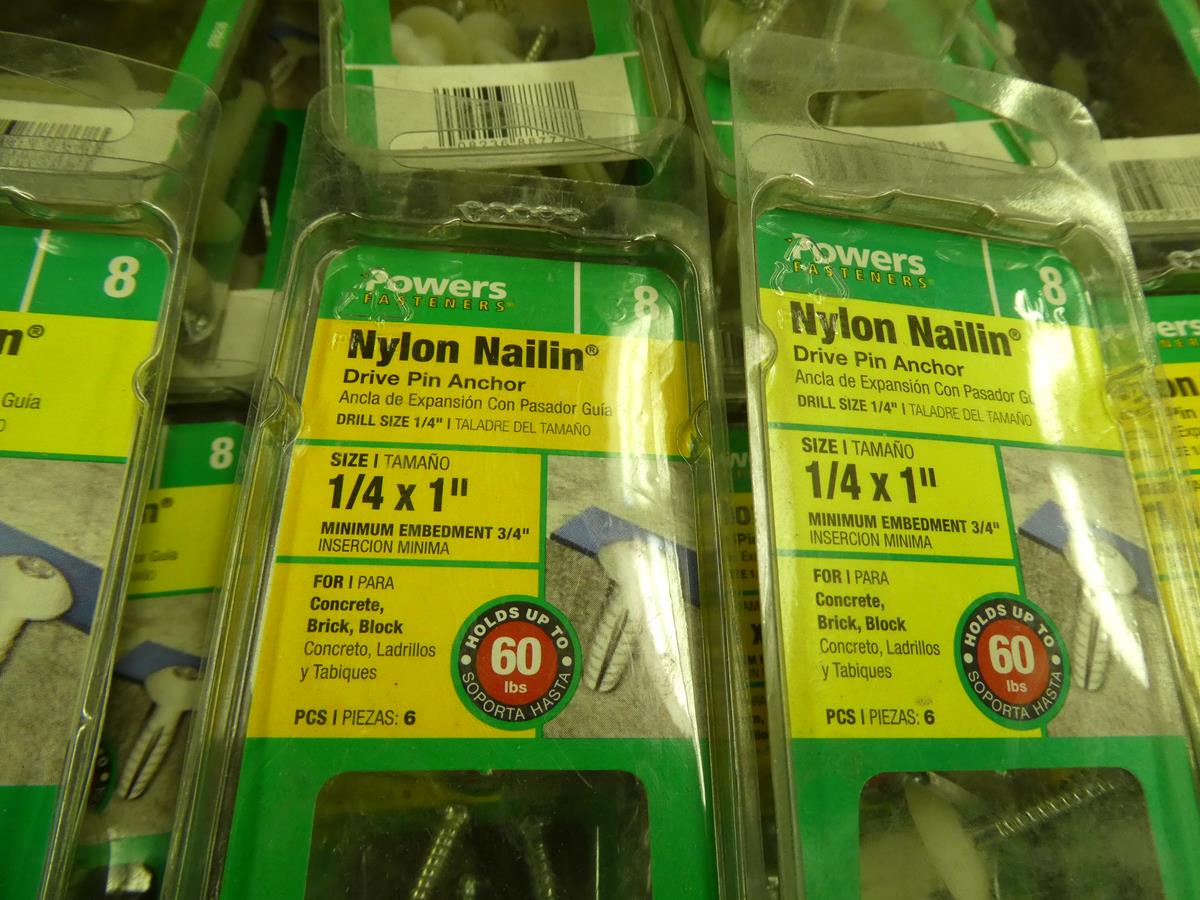 8
n®
Guía
8
Powers
FASTENERS
8
Nylon Nailin®
Drive Pin Anchor
Ancla de Expansión Con Pasador Guía
DRILL SIZE 1/4" | TALADRE DEL TAMAÑO
SIZE | TAMAÑO
1/4 x 1"
MINIMUM EMBEDMENT 3/4"
INSERCION MINIMA
FOR | PARA
Concrete,
Brick, Block
Concreto, Ladrillos
y Tabiques
HOLDS UP TO
60
lbs
SOPORTA HASTA
PCS | PIEZAS: 6
Powers
FASTENERS
8
Nylon Nailin®
Drive Pin Anchor
Ancla de Expansión Con Pasador Gu
DRILL SIZE 1/4" | TALADRE DEL TAMAÑO
SIZE | TAMAÑO
1/4 x 1"
MINIMUM EMBEDMENT 3/4"
INSERCION MINIMA
FOR | PARA
Concrete,
Brick, Block
Concreto, Ladrillos
y Tabiques
HOLDS UP TO
60
lbs
SOPORTA HASTA
PCS | PIEZAS: 6